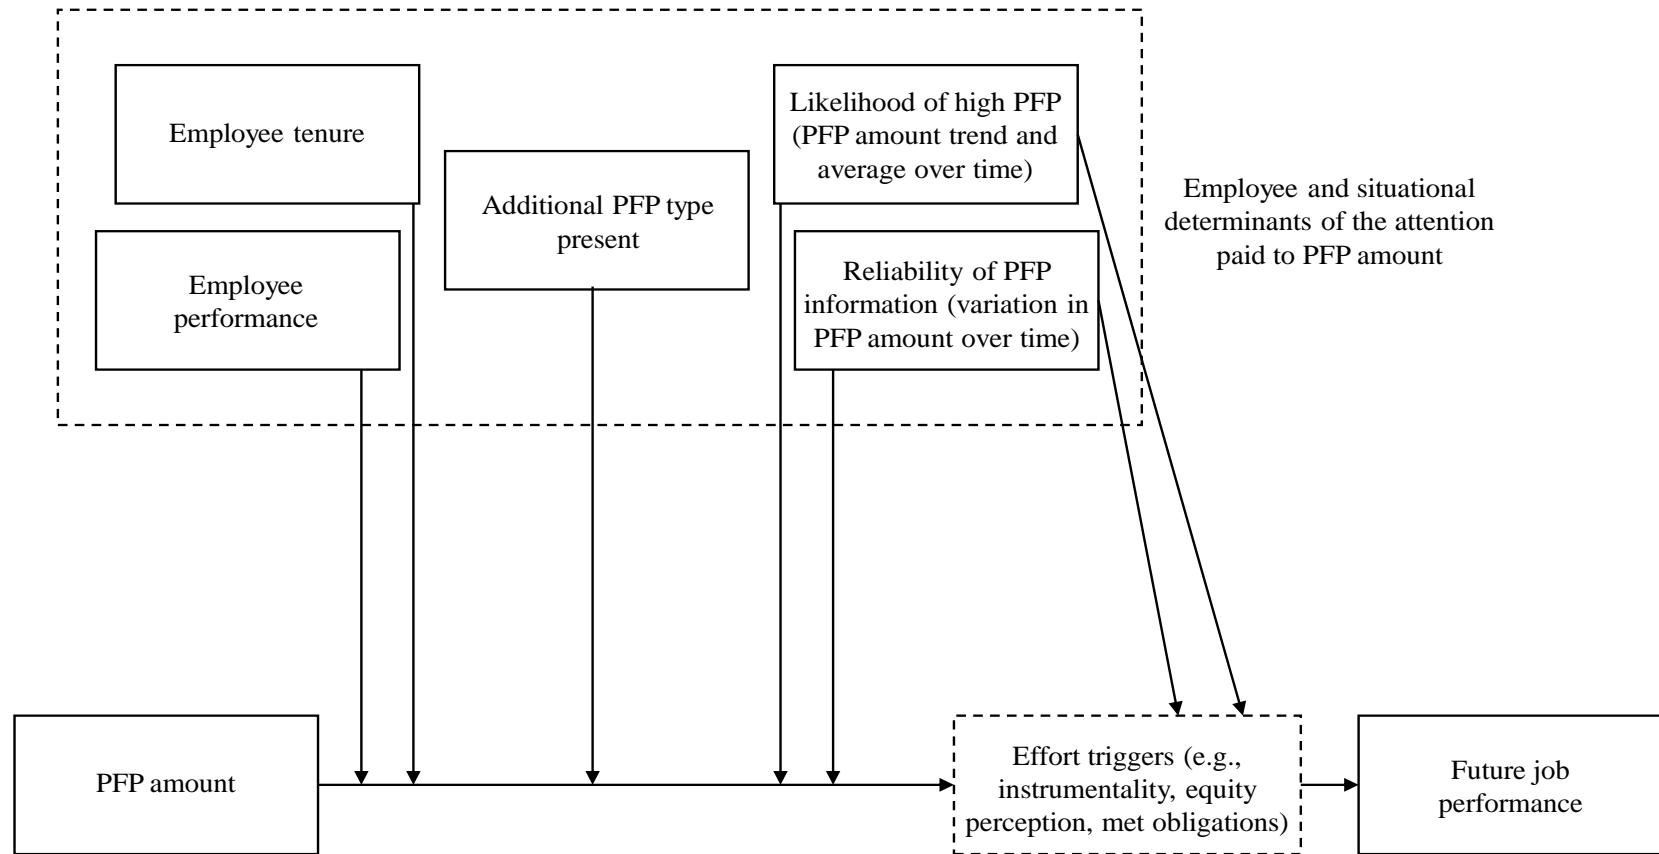 Employee tenure
Employee
performance
Additional PFP type
present
Likelihood of high PFP
(PFP amount trend and
average over time)
Reliability of PFP
information (variation in
PFP amount over time)
Employee and situational
determinants of the attention
paid to PFP amount
PFP amount
Effort triggers (e.g.,
instrumentality, equity
perception, met obligations)
Future job
performance